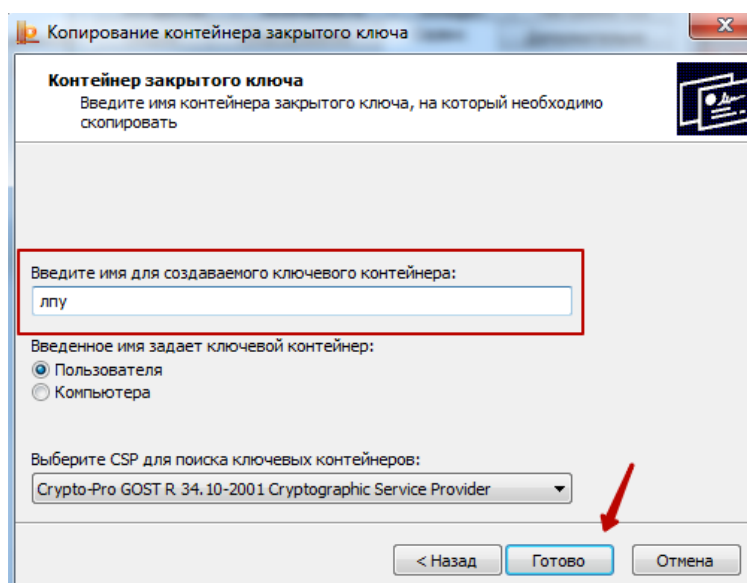 Копирование контейнера закрытого ключа
Контейнер закрытого ключа
Введите имя контейнера закрытого ключа, на который необходимо
скопировать
Введите имя для создаваемого ключевого контейнера:
лпу
Введенное имя задает ключевой контейнер:
Пользователя
Компьютера
Выберите CSP для поиска ключевых контейнеров:
Crypto-Pro GOST R 34.10-2001 Cryptographic Service Provider
< Назад Готово Отмена